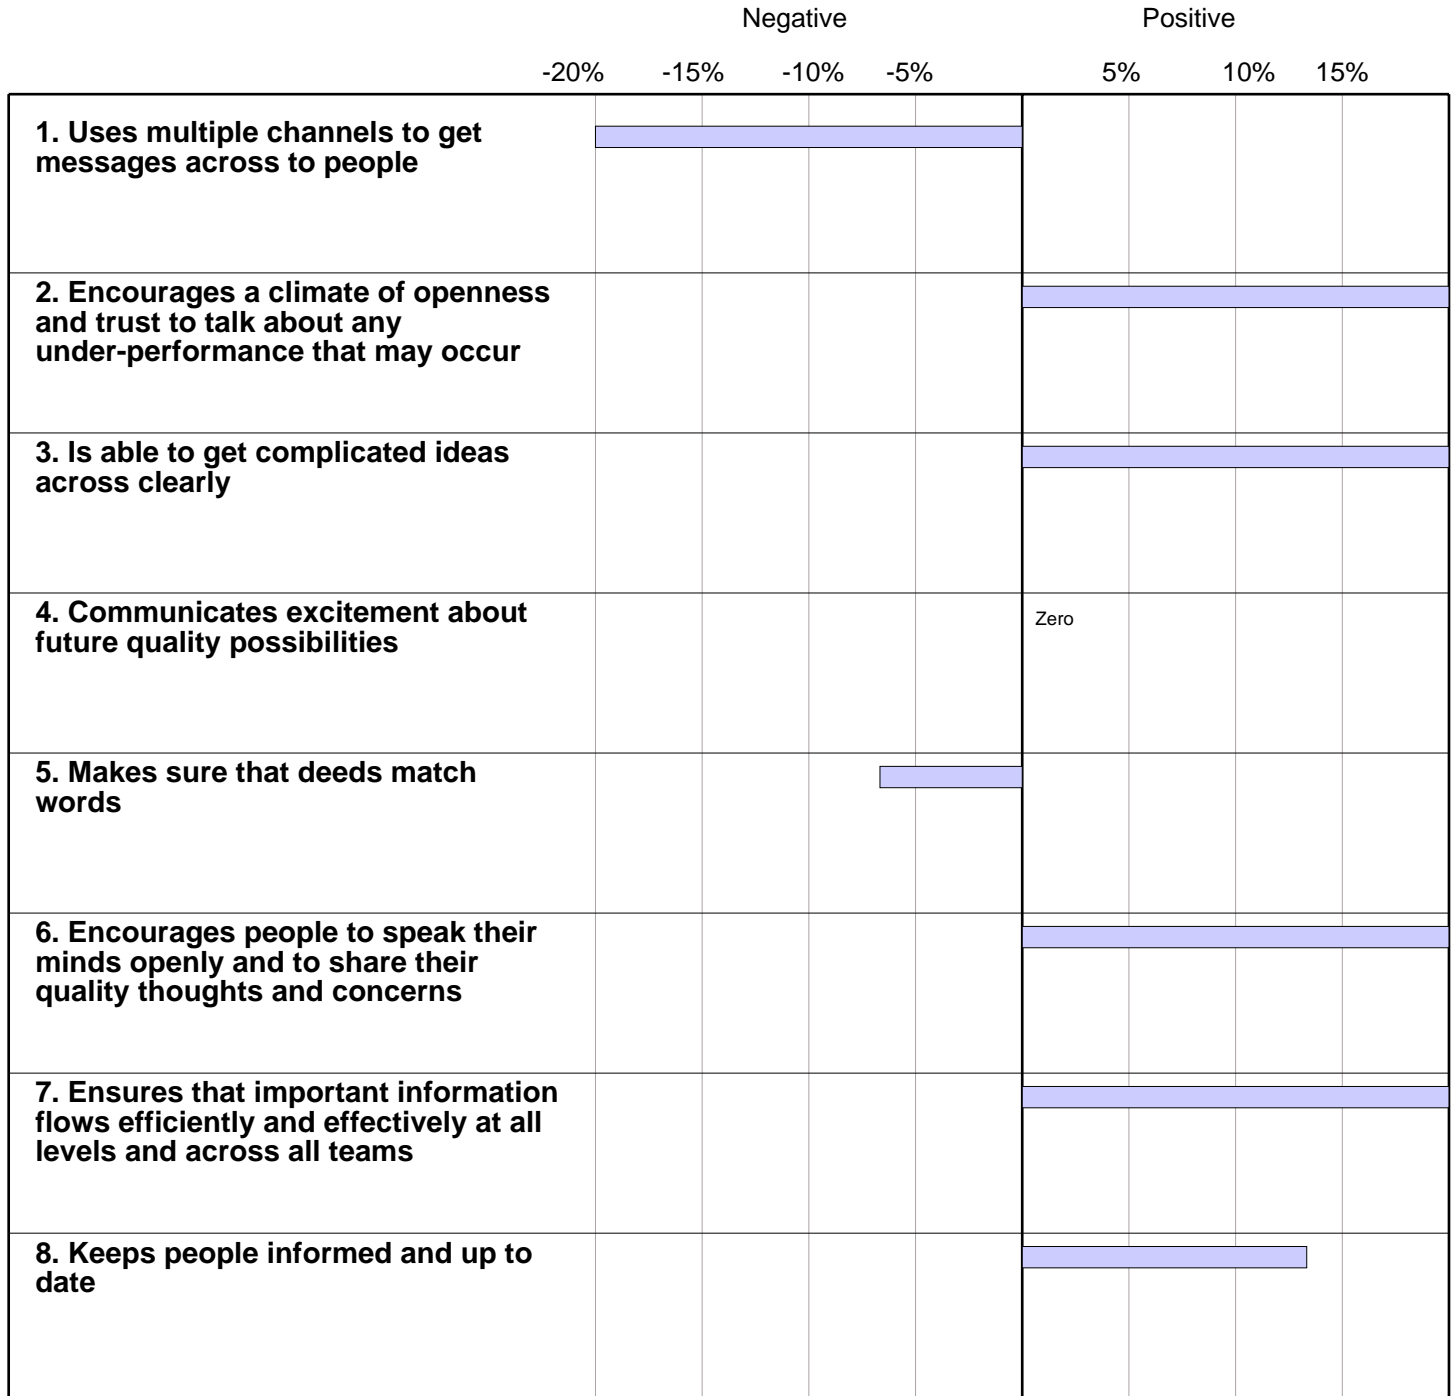 Negative Positive
-20% -15% -10% -5% 5% 10% 15%
1. Uses multiple channels to get
messages across to people
2. Encourages a climate of openness
and trust to talk about any
under-performance that may occur
3. Is able to get complicated ideas
across clearly
4. Communicates excitement about
future quality possibilities
Zero
5. Makes sure that deeds match
words
6. Encourages people to speak their
minds openly and to share their
quality thoughts and concerns
7. Ensures that important information
flows efficiently and effectively at all
levels and across all teams
8. Keeps people informed and up to
date